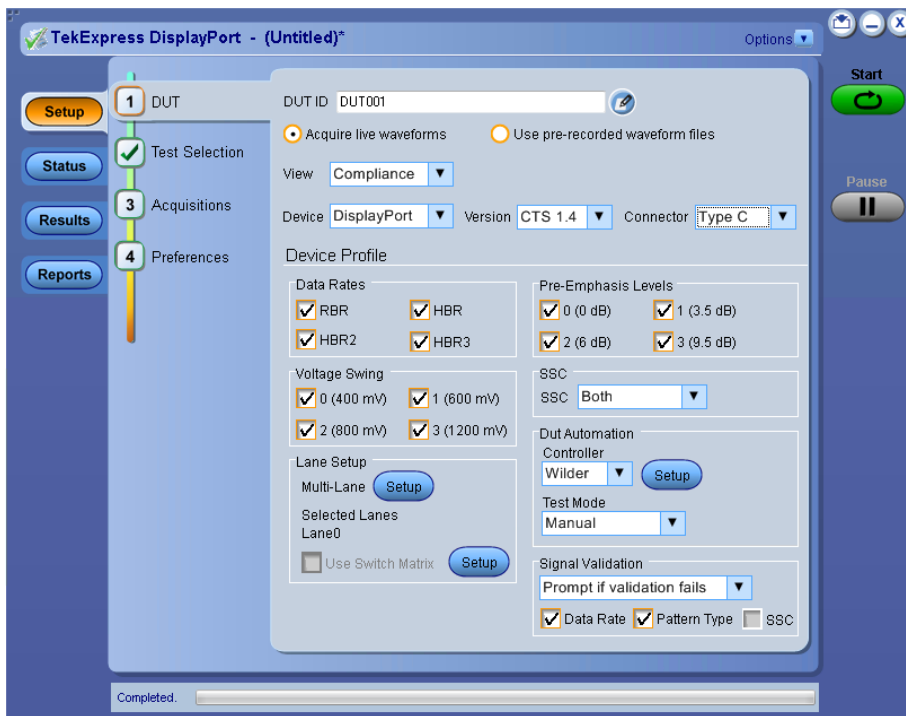 TekExpress DisplayPort - (Untitled)*
Options
Start
Pause
Setup
Status
Results
Reports
1 DUT
Test Selection
3 Acquisitions
4 Preferences
DUT ID DUT001
Acquire live waveforms Use pre-recorded waveform files
View Compliance
Device DisplayPort Version CTS 1.4 Connector Type C
Device Profile
Data Rates
RBR HBR
HBR2 HBR3
Voltage Swing
0 (400 mV) 1 (600 mV)
2 (800 mV) 3 (1200 mV)
Lane Setup
Multi-Lane Setup
Selected Lanes
Lane0
Use Switch Matrix Setup
Pre-Emphasis Levels
0 (0 dB) 1 (3.5 dB)
2 (6 dB) 3 (9.5 dB)
SSC
SSC Both
Dut Automation
Controller
Wilder Setup
Test Mode
Manual
Signal Validation
Prompt if validation fails
Data Rate Pattern Type SSC
Completed.